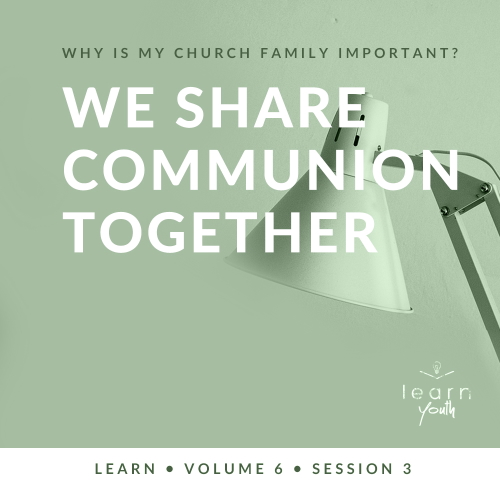 WHY IS MY CHURCH FAMILY IMPORTANT?
WE SHARE
COMMUNION
TOGETHER
learn
youth
LEARN • VOLUME 6 • SESSION 3